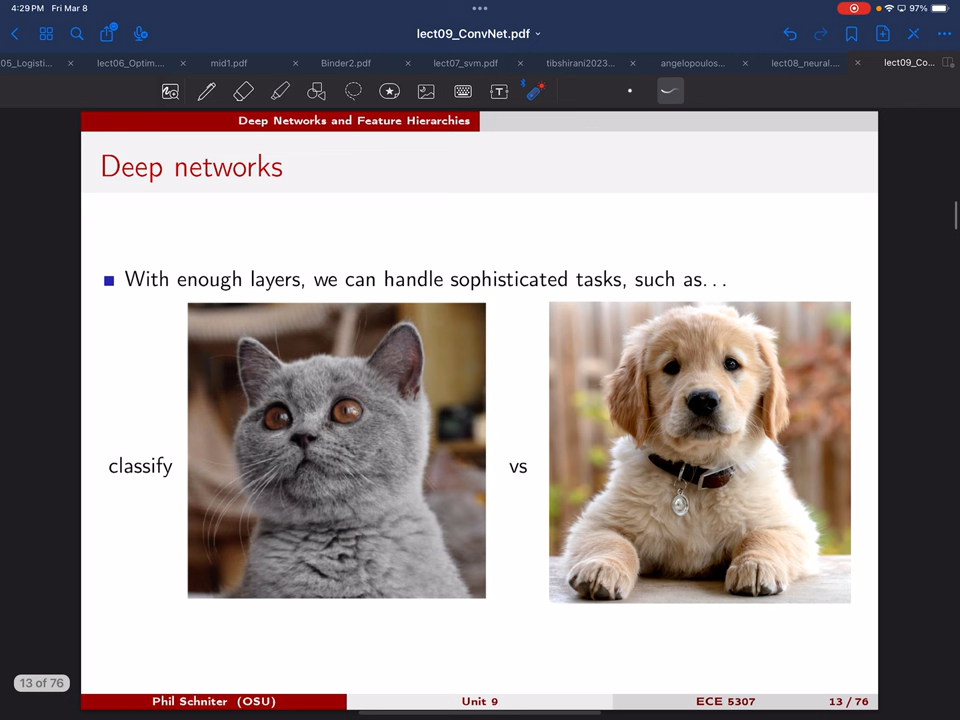 4:29 PM Fri Mar 8
97%
lect09_ConvNet.pdf
05_Logisti...
lect06_Optim....
mid1.pdf
Binder2.pdf
lect07_svm.pdf
tibshirani2023...
angelopoulos...
lect08_neural....
lect09_Co...
T
Deep Networks and Feature Hierarchies
Deep networks
With enough layers, we can handle sophisticated tasks, such as...
classify
vs
13 of 76
Phil Schniter (OSU)
Unit 9
ECE 5307
13 / 76